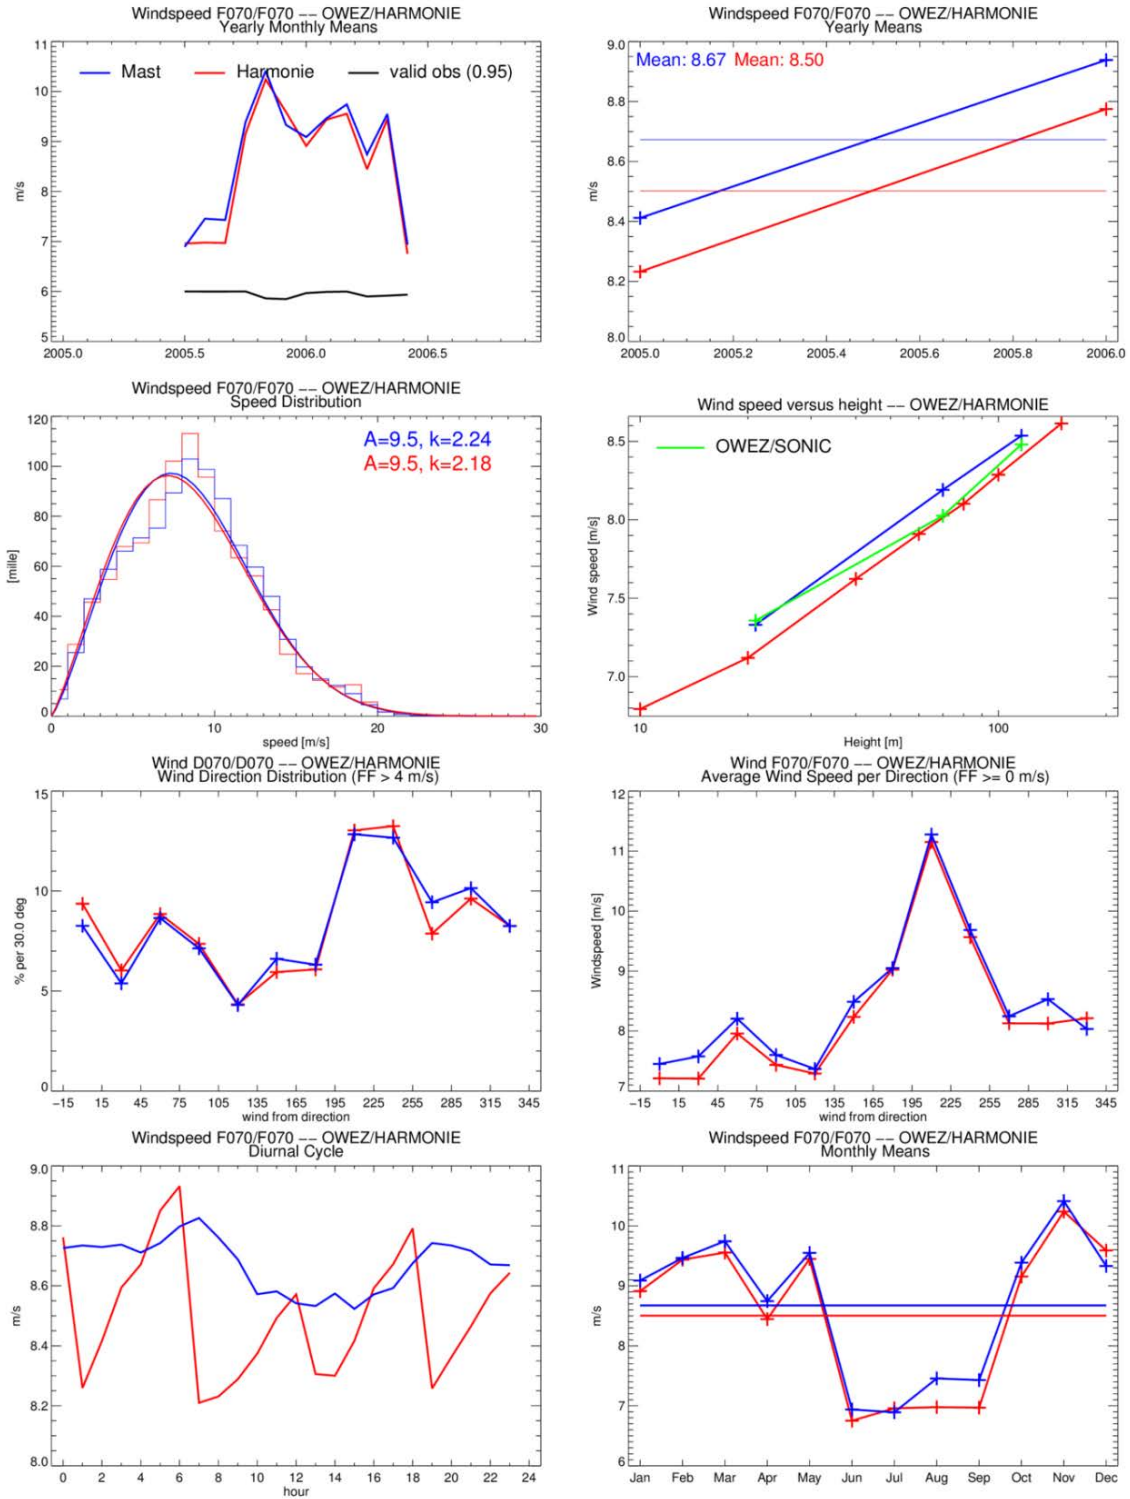 Windspeed F070/F070 −− OWEZ/HARMONIE
Yearly Monthly Means
11
10
9
8
7
6
5
m/s
Mast
Harmonie
valid obs (0.95)
2005.0 2005.5 2006.0 2006.5
Windspeed F070/F070 −− OWEZ/HARMONIE
Yearly Means
Mean: 8.67 Mean: 8.50
9.0
8.8
8.6
8.4
8.2
8.0
m/s
2005.0 2005.2 2005.4 2005.6 2005.8 2006.0
Windspeed F070/F070 −− OWEZ/HARMONIE
Speed Distribution
A=9.5, k=2.24
A=9.5, k=2.18
120
100
80
60
40
20
0
[mille]
0 10 20 30
speed [m/s]
Wind speed versus height −− OWEZ/HARMONIE
OWEZ/SONIC
8.5
8.0
7.5
7.0
Wind speed [m/s]
10 100
Height [m]
Wind D070/D070 −− OWEZ/HARMONIE
Wind Direction Distribution (FF > 4 m/s)
15
10
5
0
% per 30.0 deg
−15 15 45 75 105 135 165 195 225 255 285 315 345
wind from direction
Wind F070/F070 −− OWEZ/HARMONIE
Average Wind Speed per Direction (FF >= 0 m/s)
12
11
10
9
8
7
Windspeed [m/s]
−15 15 45 75 105 135 165 195 225 255 285 315 345
wind from direction
Windspeed F070/F070 −− OWEZ/HARMONIE
Diurnal Cycle
9.0
8.8
8.6
8.4
8.2
8.0
m/s
0 2 4 6 8 10 12 14 16 18 20 22 24
hour
Windspeed F070/F070 −− OWEZ/HARMONIE
Monthly Means
11
10
9
8
7
6
m/s
Jan Feb Mar Apr May Jun Jul Aug Sep Oct Nov Dec